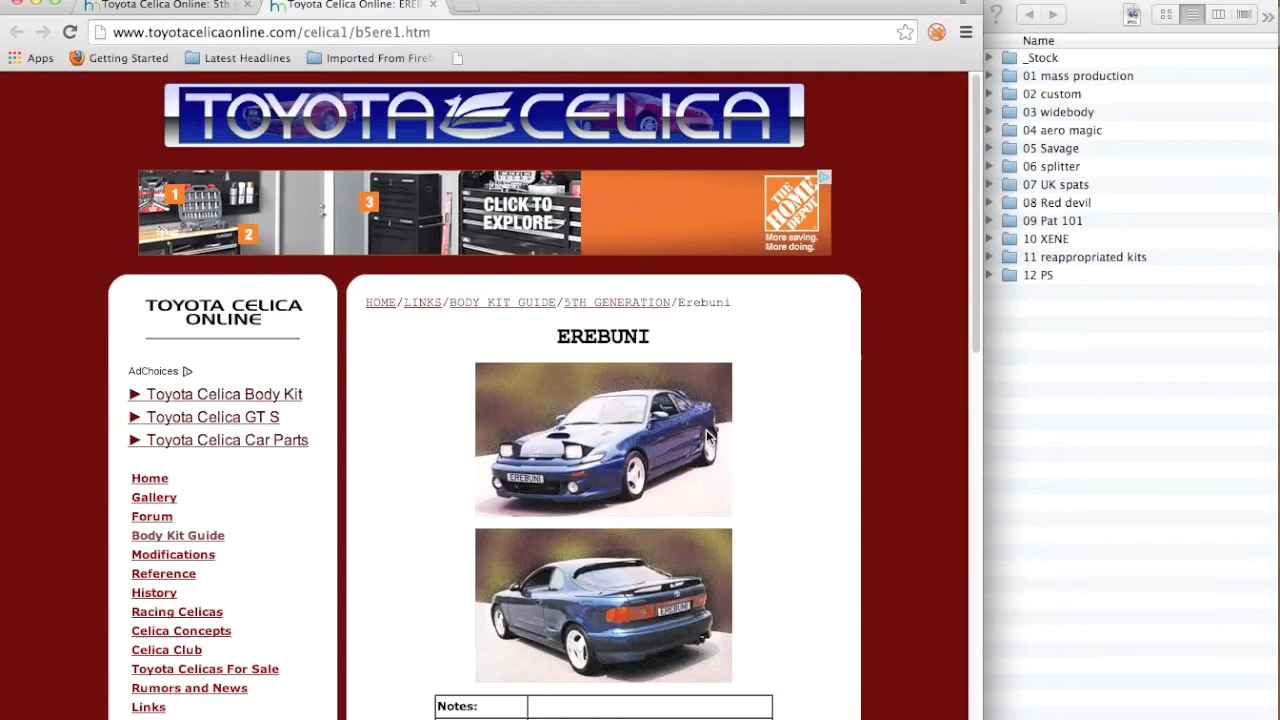 Toyota Celica Online: 5th
Toyota Celica Online: ERE
www.toyotacelicaonline.com/celica1/b5ere1.htm
Apps
Getting Started
Latest Headlines
Imported From Firef
TOYOTA CELICA
1
2
3
CLICK TO
EXPLORE
THE
HOME
DEPOT
More saving.
More doing.
TOYOTA CELICA
ONLINE
AdChoices
► Toyota Celica Body Kit
► Toyota Celica GT S
► Toyota Celica Car Parts
Home
Gallery
Forum
Body Kit Guide
Modifications
Reference
History
Racing Celicas
Celica Concepts
Celica Club
Toyota Celicas For Sale
Rumors and News
Links
HOME/LINKS/BODY KIT GUIDE/5TH GENERATION/Erebuni
EREBUNI
EREBUNI
EREBUNI
Notes:
Name
_Stock
01 mass production
02 custom
03 widebody
04 aero magic
05 Savage
06 splitter
07 UK spats
08 Red devil
09 Pat 101
10 XENE
11 reappropriated kits
12 PS